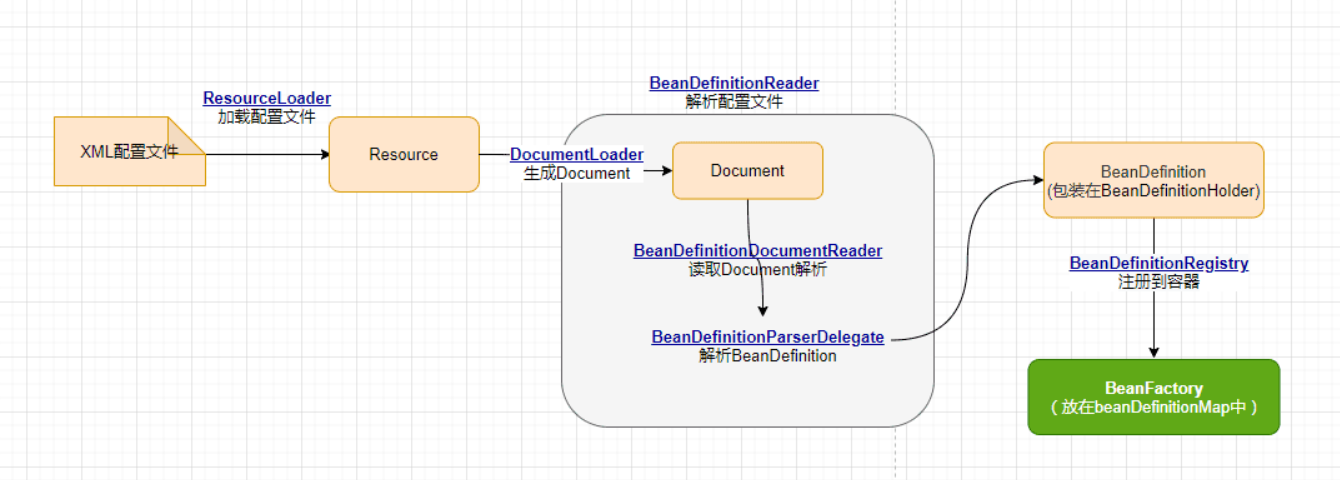 XML配置文件
ResourceLoader
加载配置文件
Resource
BeanDefinitionReader
解析配置文件
DocumentLoader
生成Document
Document
BeanDefinitionDocumentReader
读取Document解析
BeanDefinitionParserDelegate
解析BeanDefinition
BeanDefinition
(包装在BeanDefinitionHolder)
BeanDefinitionRegistry
注册到容器
BeanFactory
（放在beanDefinitionMap中）